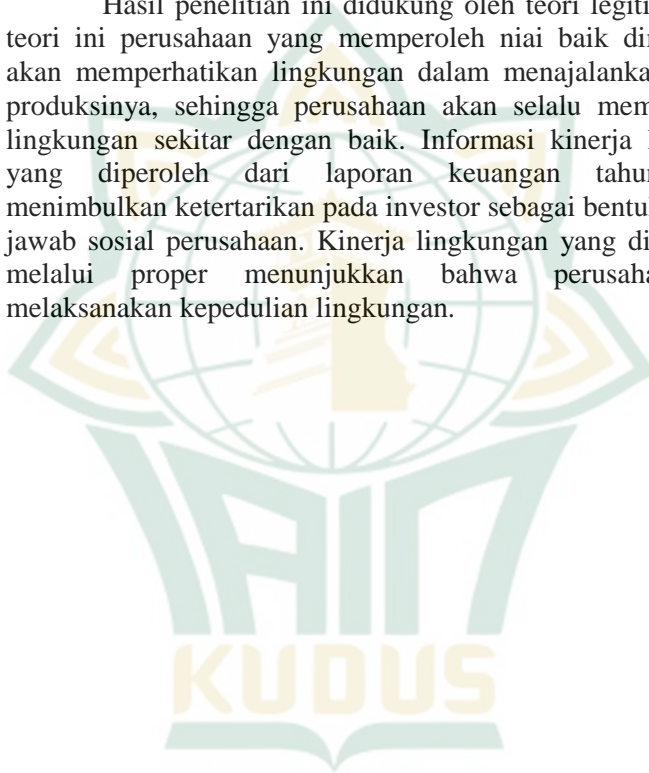 Hasil penelitian ini didukung oleh teori legiti
teori ini perusahaan yang memperoleh niai baik dir
akan memperhatikan lingkungan dalam menajalanka
produksinya, sehingga perusahaan akan selalu mem
lingkungan sekitar dengan baik. Informasi kinerja
yang diperoleh dari laporan keuangan tahu
menimbulkan ketertarikan pada investor sebagai bentu
jawab sosial perusahaan. Kinerja lingkungan yang di
melalui proper menunjukkan bahwa perusaha
melaksanakan kepedulian lingkungan.
IAIN
KUDUS